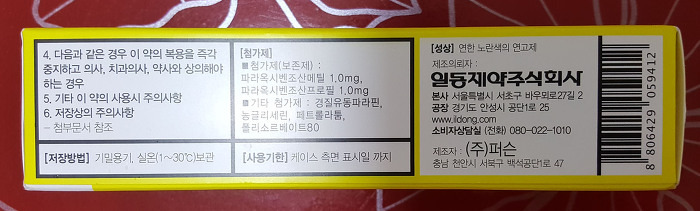 4. 다음과 같은 경우 이 약의 복용을 즉각
중지하고 의사, 치과의사, 약사와 상의해야
하는 경우
5. 기타 이 약의 사용시 주의사항
6. 저장상의 주의사항
- 첨부문서 참조
[저장방법] 기밀용기, 실온(1~30℃)보관
[첨가제]
■첨가제(보존제) :
파라옥시벤조산메틸 1.0mg,
파라옥시벤조산프로필 1.0mg
■기타 첨가제 : 경질유동파라핀,
농글리세린, 페트롤라툼,
폴리소르베이트80
[사용기한] 케이스 측면 표시일 까지
[성상] 연한 노란색의 연고제
제조의뢰자 :
일동제약주식회사
본사 서울특별시 서초구 바우뫼로27길 2
공장 경기도 안성시 공단1로 25
www.ildong.com
소비자상담실 (전화) 080-022-1010
제조자 : (주)퍼슨
충남 천안시 서북구 백석공단1로 47
8 806429 059412